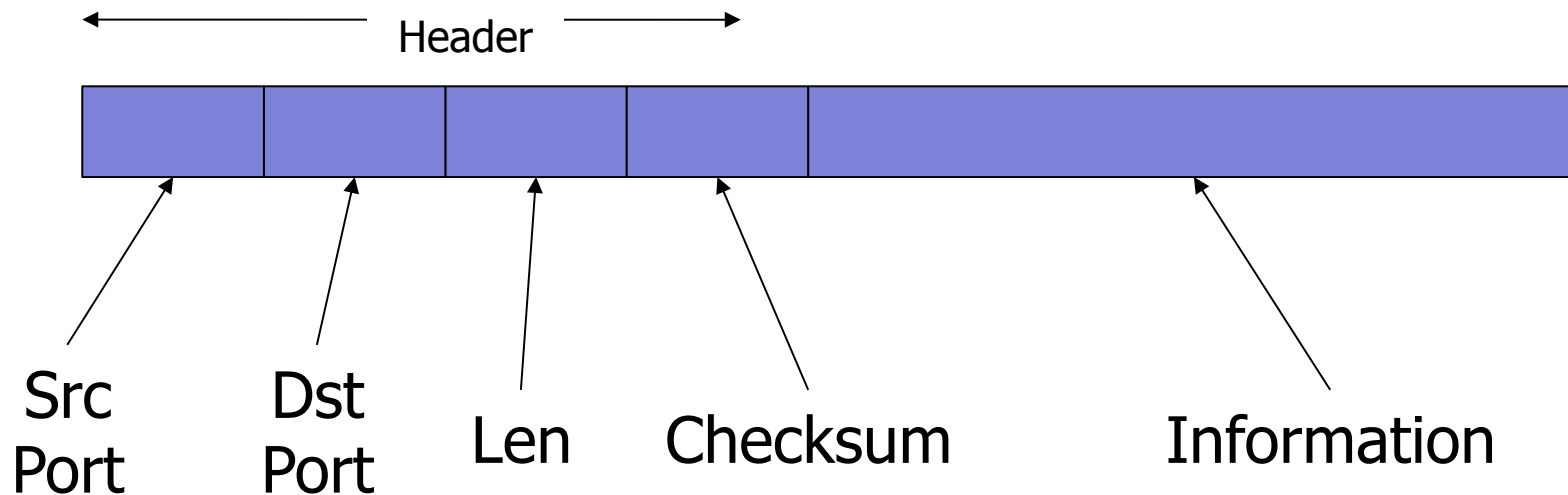 Header
Src
Port
Dst
Port
Len
Checksum
Information